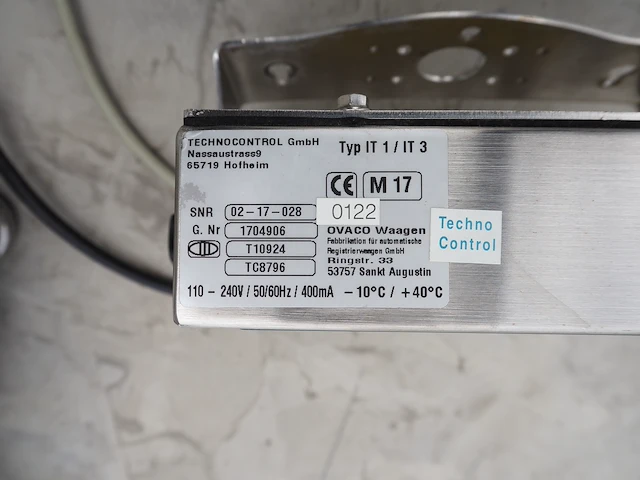 TECHNOCONTROL GmbH
Nassaustrass9
65719 Hofheim
Typ IT 1 / IT 3
CE M 17
0122
SNR 02-17-028
G. Nr 1704906
T10924
TC8796
OVACO Waagen
Fabbrikation für automatische
Registrierwaagen GmbH
Ringstr. 33
53757 Sankt Augustin
110 - 240V / 50/60Hz / 400mA -10°C / +40°C
Techno
Control